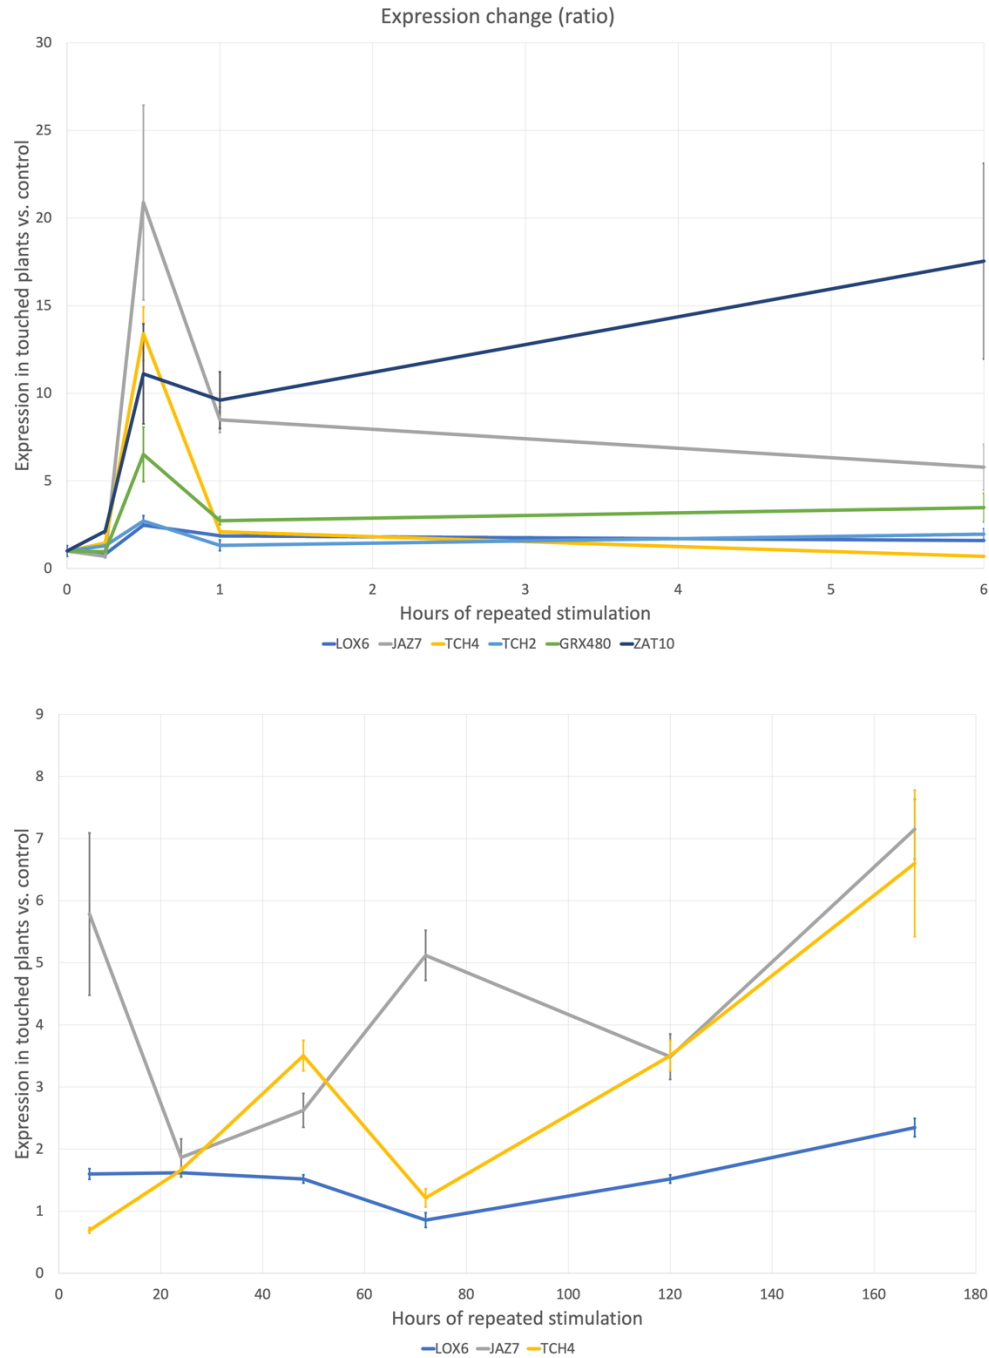 Expression change (ratio)
Expression in touched plants vs. control
30
25
20
15
10
5
0
0 1 2 3 4 5 6
Hours of repeated stimulation
LOX6 JAZ7 TCH4 TCH2 GRX480 ZAT10
Expression in touched plants vs. control
9
8
7
6
5
4
3
2
1
0
0 20 40 60 80 100 120 140 160 180
Hours of repeated stimulation
LOX6 JAZ7 TCH4